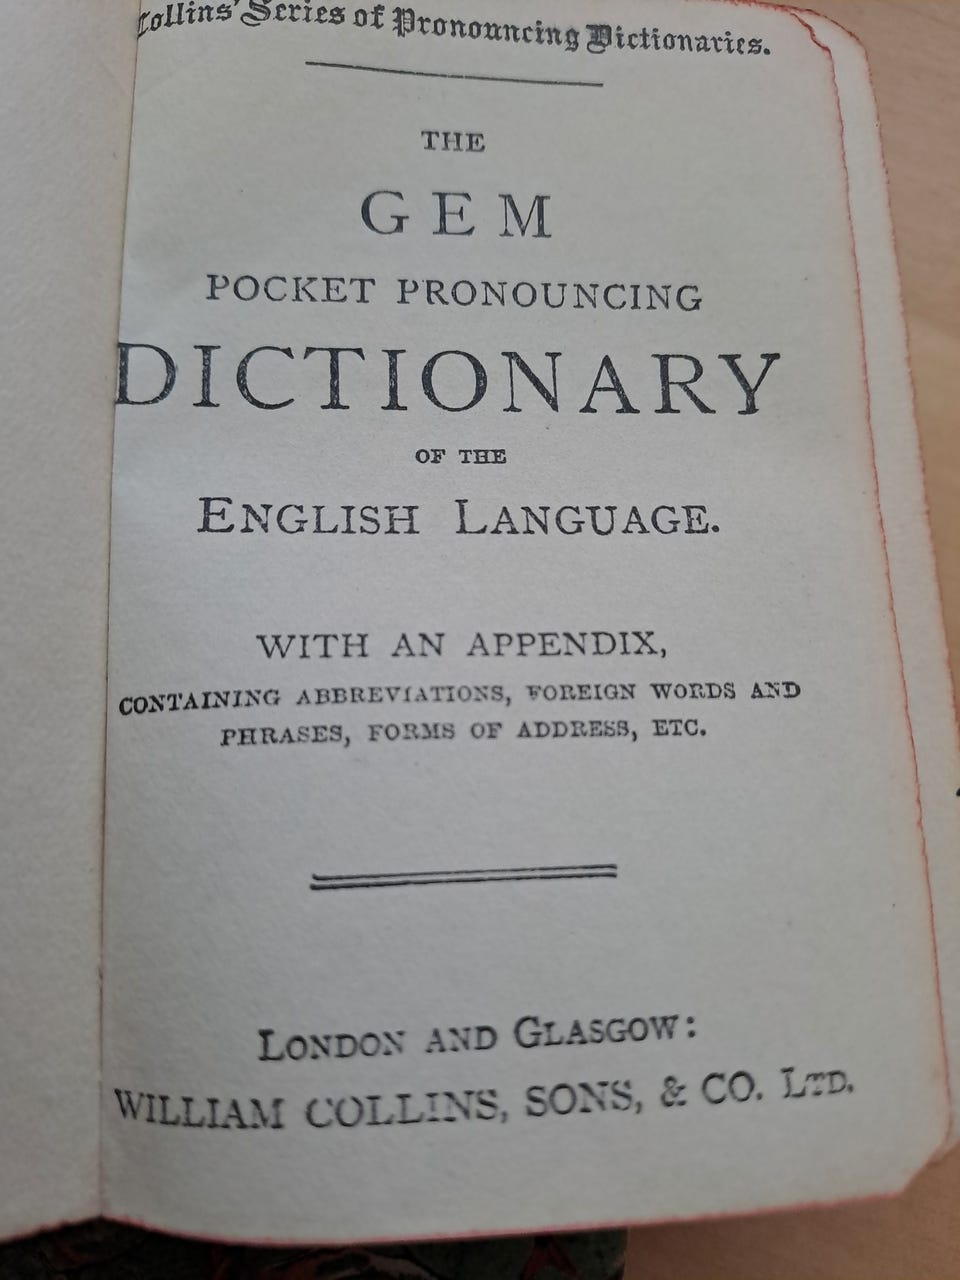 Collins' Series of Pronouncing Dictionaries.
THE
GEM
POCKET PRONOUNCING
DICTIONARY
OF THE
ENGLISH LANGUAGE.
WITH AN APPENDIX,
CONTAINING ABBREVIATIONS, FOREIGN WORDS AND
PHRASES, FORMS OF ADDRESS, ETC.
LONDON AND GLASGOW:
WILLIAM COLLINS, SONS, & CO. LTD.